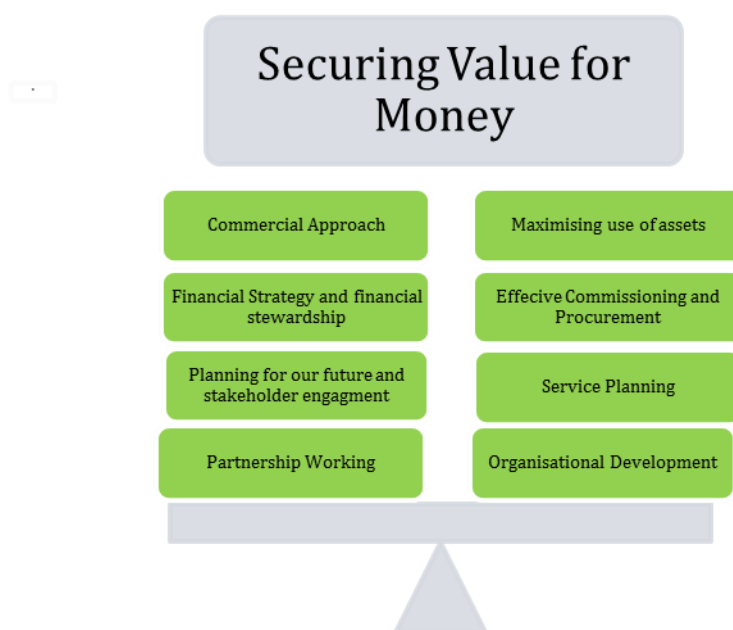 Securing Value for
Money
Commercial Approach
Maximising use of assets
Financial Strategy and financial
stewardship
Effecive Commissioning and
Procurement
Planning for our future and
stakeholder engagment
Service Planning
Partnership Working
Organisational Development